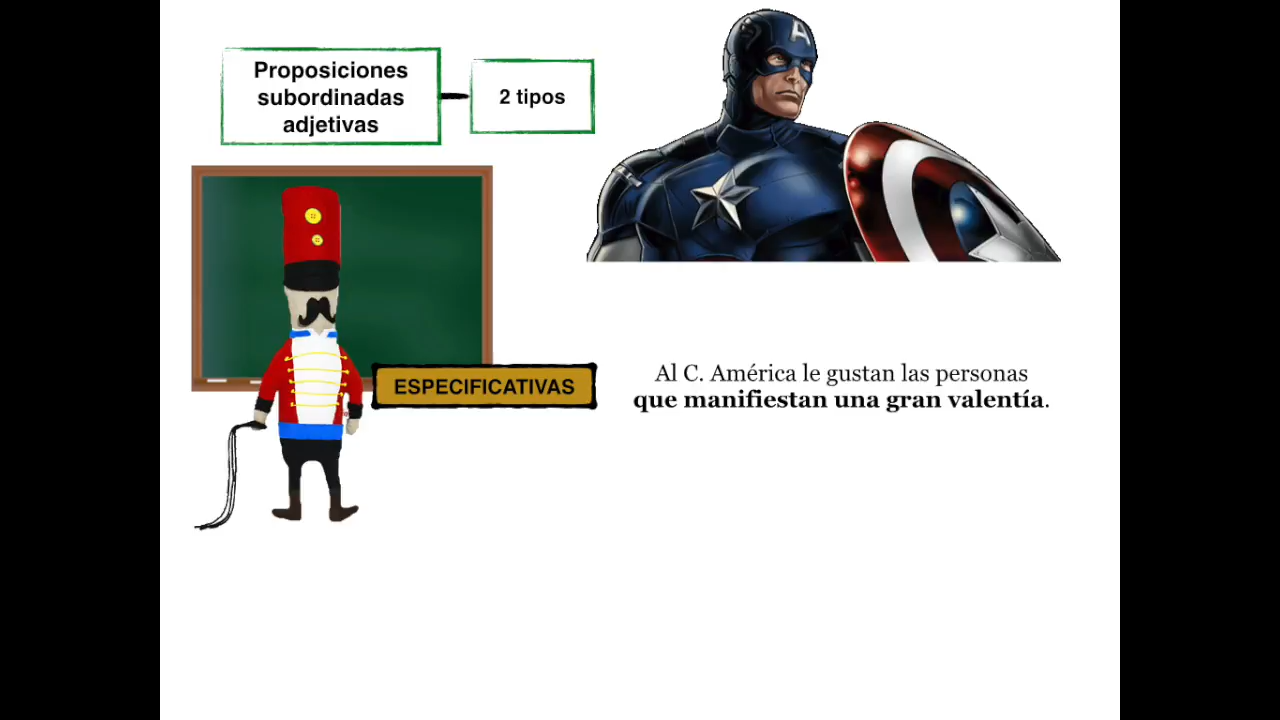 Proposiciones
subordinadas
adjetivas
2 tipos
A
ESPECIFICATIVAS
Al C. América le gustan las personas
que manifiestan una gran valentía.